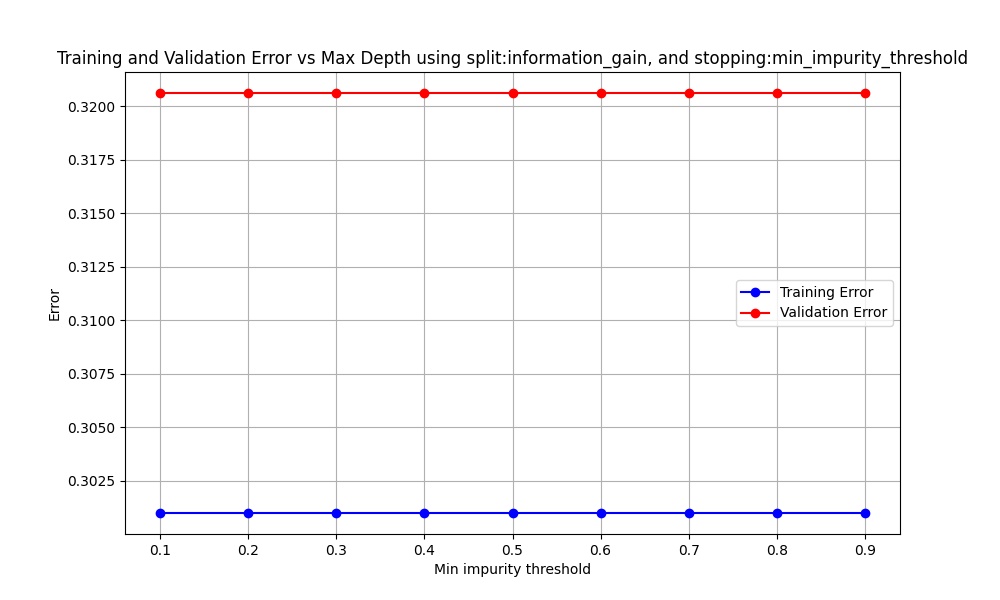 Training and Validation Error vs Max Depth using split:information_gain, and stopping:min_impurity_threshold
0.3200
0.3175
0.3150
0.3125
0.3100
0.3075
0.3050
0.3025
Error
Training Error
Validation Error
0.1 0.2 0.3 0.4 0.5 0.6 0.7 0.8 0.9
Min impurity threshold